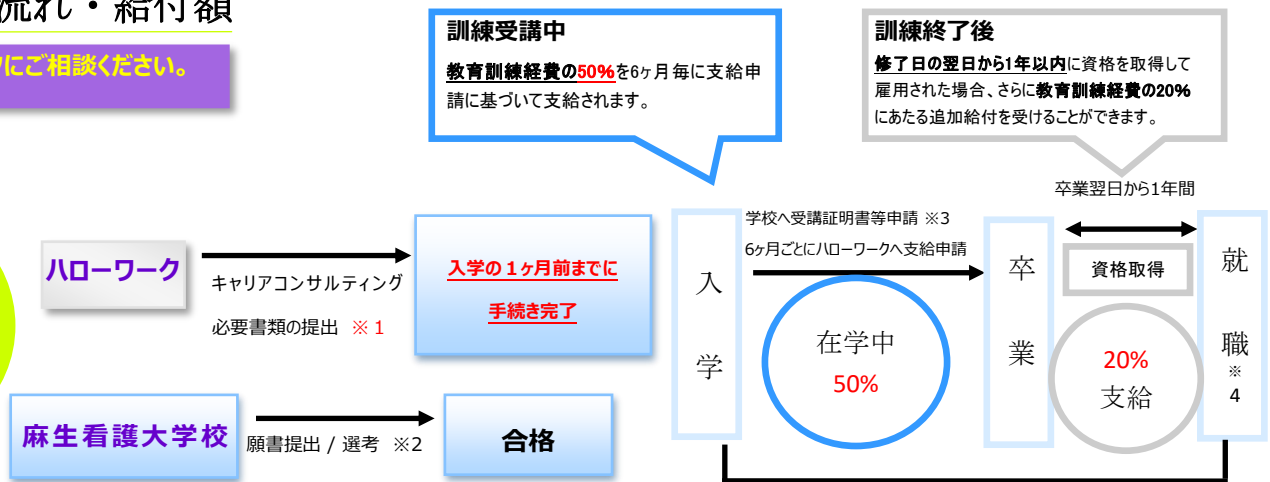 流れ・給付額
にご相談ください。
訓練受講中
教育訓練経費の50%を6ヶ月毎に支給申
請に基づいて支給されます。
訓練終了後
修了日の翌日から1年以内に資格を取得して
雇用された場合、さらに教育訓練経費の20%
にあたる追加給付を受けることができます。
卒業翌日から1年間
ハローワーク
キャリアコンサルティング
必要書類の提出 ※1
入学の1ヶ月前までに
手続き完了
入学
学校へ受講証明書等申請 ※3
6ヶ月ごとにハローワークへ支給申請
在学中
50%
卒業
資格取得
20%
支給
就職
※
4
麻生看護大学校
願書提出 / 選考 ※2
合格